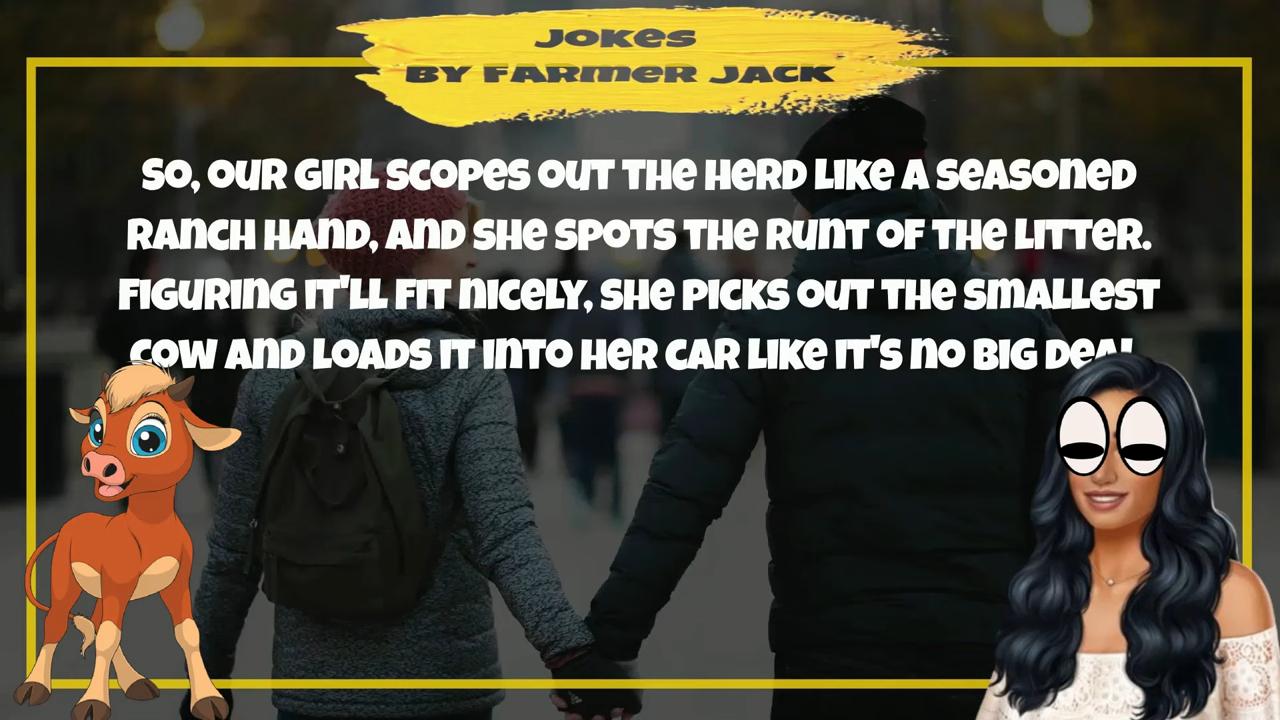 JOKES
BY FARMER JACK
SO, OUR GIRL SCOPES OUT THE HERD LIKE A SEASONED
RANCH HAND, AND SHE SPOTS THE RUNT OF THE LITTER.
FIGURING IT'LL FIT NICELY, SHE PICKS OUT THE SMALLEST
COW AND LOADS IT INTO HER CAR LIKE IT'S NO BIG DEAL